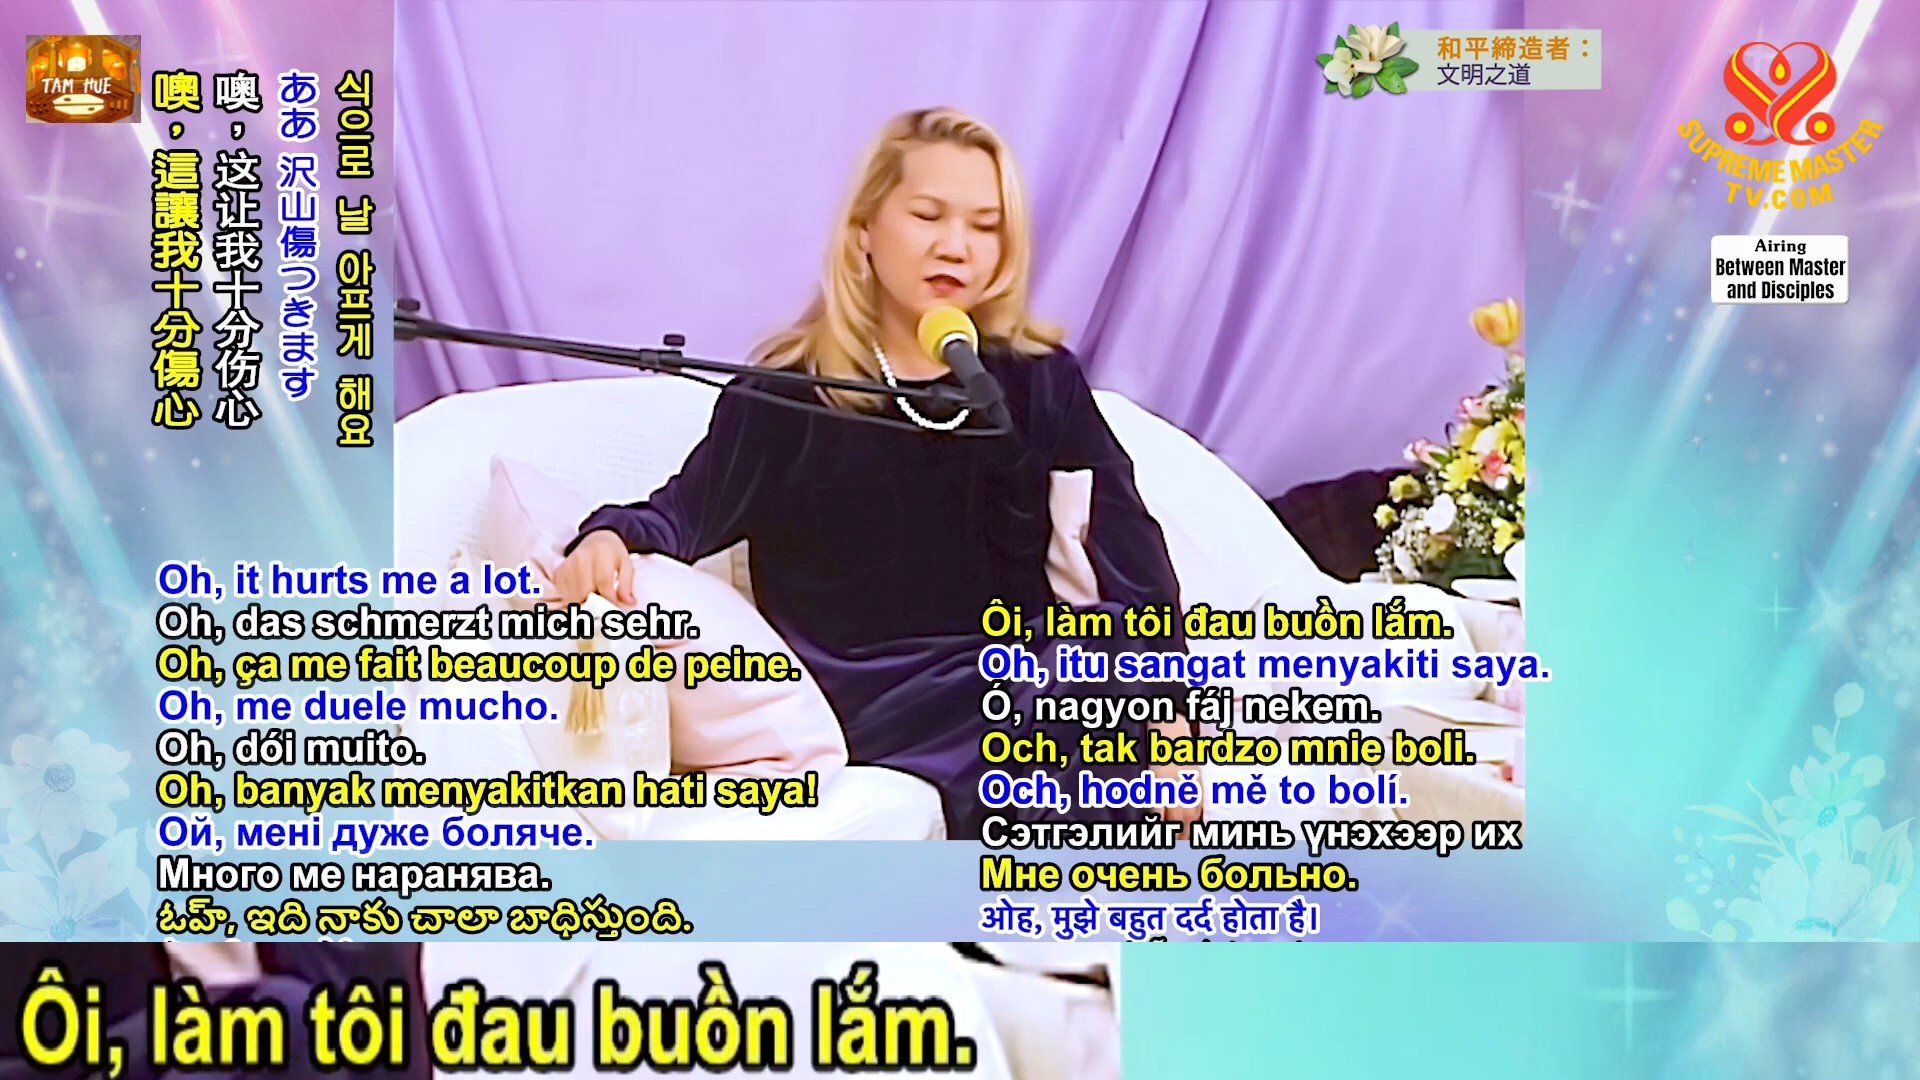 TAM HUE
噢，這讓我十分傷心
噢，这让我十分伤心
ああ 沢山傷つきます
식으로 날 아프게 해요
和平締造者：
文明之道
SUPREME MASTER
TV.COM
Airing
Between Master
and Disciples
Oh, it hurts me a lot.
Oh, das schmerzt mich sehr.
Oh, ça me fait beaucoup de peine.
Oh, me duele mucho.
Oh, dói muito.
Oh, banyak menyakitkan hati saya!
Ой, мені дуже боляче.
Много ме наранява.
ఓహ్, ఇది నాకు చాలా బాధిస్తుంది.
Ôi, làm tôi đau buồn lắm.
Oh, itu sangat menyakiti saya.
Ó, nagyon fáj nekem.
Och, tak bardzo mnie boli.
Och, hodně mě to bolí.
Сэтгэлийг минь үнэхээр их
Мне очень больно.
ओह, मुझे बहुत दर्द होता है।
Ôi, làm tôi đau buồn lắm.